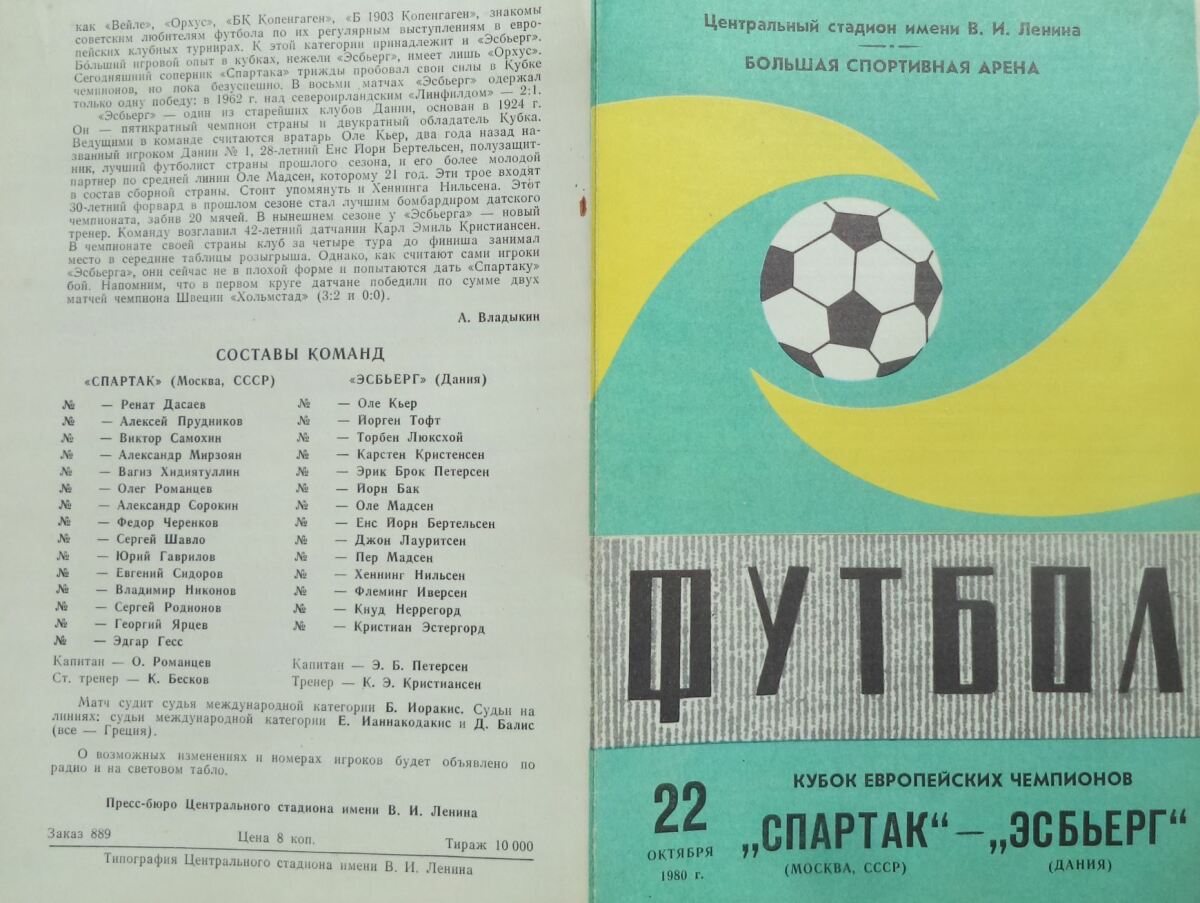 как «Вейле», «Орхус», «БК Копенгаген», «Б 1903 Копенгаген», знакомы
советским любителям футбола по их регулярным выступлениям в евро-
пейских клубных турнирах. К этой категории принадлежит и «Эсбьерг».
Больший игровой опыт в кубках, нежели «Эсбьерг», имеет лишь «Орхус».
Сегодняшний соперник «Спартака» трижды пробовал свои силы в Кубке
чемпионов, но пока безуспешно. В восьми матчах «Эсбьерг» одержал
только одну победу: в 1962 г. над североирландским «Линфилдом» — 2:1.
«Эсбьерг» — один из старейших клубов Дании, основан в 1924 г.
Он — пятикратный чемпион страны и двукратный обладатель Кубка.
Ведущими в команде считаются вратарь Оле Кьер, два года назад на-
званный игроком Дании № 1, 28-летний Енс Йорн Бертельсен, полузащит-
ник, лучший футболист страны прошлого сезона, и его более молодой
партнер по средней линии Оле Мадсен, которому 21 год. Эти трое входят
в состав сборной страны. Стоит упомянуть и Хеннинга Нильсена. Этот
30-летний форвард в прошлом сезоне стал лучшим бомбардиром датского
чемпионата, забив 20 мячей. В нынешнем сезоне у «Эсбьерга» — новый
тренер. Команду возглавил 42-летний датчанин Карл Эмиль Кристиансен.
В чемпионате своей страны клуб за четыре тура до финиша занимал
место в середине таблицы розыгрыша. Однако, как считают сами игроки
«Эсбьерга», они сейчас не в плохой форме и попытаются дать «Спартаку»
бой. Напомним, что в первом круге датчане победили по сумме двух
матчей чемпиона Швеции «Хольмстад» (3:2 и 0:0).
А. Владыкин
СОСТАВЫ КОМАНД
«СПАРТАК» (Москва, СССР)
№ — Ренат Дасаев
№ — Алексей Прудников
№ — Виктор Самохин
№ — Александр Мирзоян
№ — Вагиз Хидиятуллин
№ — Олег Романцев
№ — Александр Сорокин
№ — Федор Черенков
№ — Сергей Шавло
№ — Юрий Гаврилов
№ — Евгений Сидоров
№ — Владимир Никонов
№ — Сергей Родионов
№ — Георгий Ярцев
№ — Эдгар Гесс
Капитан — О. Романцев
Ст. тренер — К. Бесков
«ЭСБЬЕРГ» (Дания)
№ — Оле Кьер
№ — Йорген Тофт
№ — Торбен Люксхой
№ — Карстен Кристенсен
№ — Эрик Брок Петерсен
№ — Йорн Бак
№ — Оле Мадсен
№ — Енс Йорн Бертельсен
№ — Джон Лауритсен
№ — Пер Мадсен
№ — Хеннинг Нильсен
№ — Флеминг Иверсен
№ — Кнуд Неррегорд
№ — Кристиан Эстергорд
Капитан — Э. Б. Петерсен
Тренер — К. Э. Кристиансен
Матч судит судья международной категории Б. Иоракис. Судьи на
линиях: судьи международной категории Е. Ианнакодакис и Д. Балис
(все — Греция).
О возможных изменениях и номерах игроков будет объявлено по
радио и на световом табло.
Пресс-бюро Центрального стадиона имени В. И. Ленина
Заказ 889 Цена 8 коп. Тираж 10 000
Типография Центрального стадиона имени В. И. Ленина
Центральный стадион имени В. И. Ленина
БОЛЬШАЯ СПОРТИВНАЯ АРЕНА
ФУТБОЛ
22
ОКТЯБРЯ
1980 г.
КУБОК ЕВРОПЕЙСКИХ ЧЕМПИОНОВ
„СПАРТАК“ — „ЭСБЬЕРГ“
(МОСКВА, СССР) (ДАНИЯ)